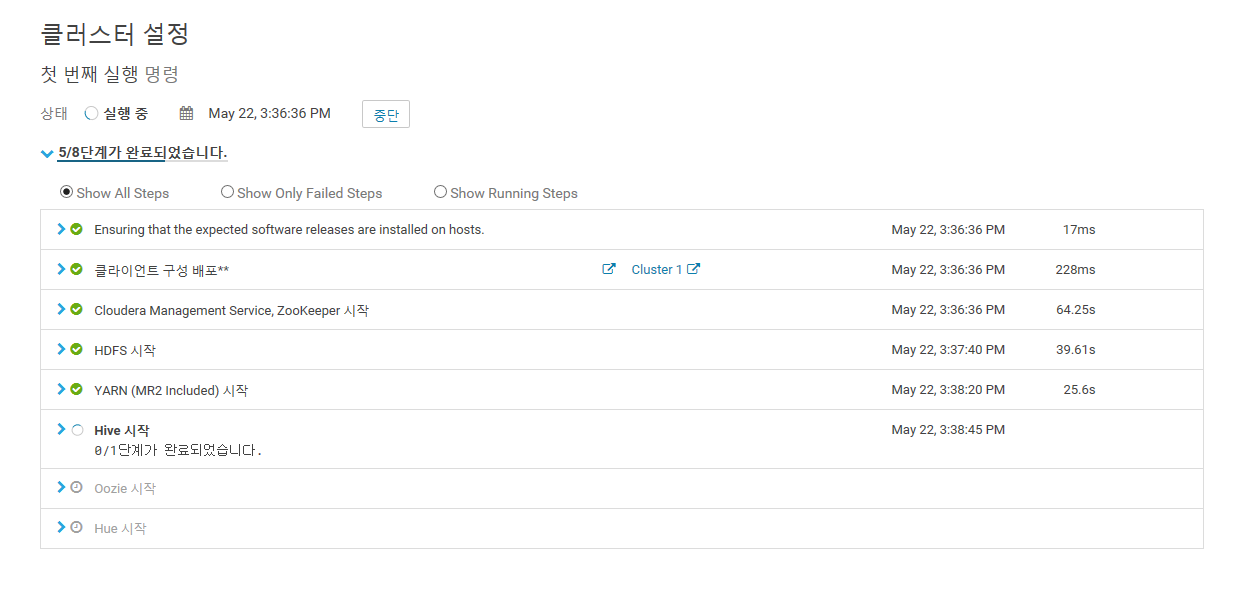 클러스터 설정
첫 번째 실행 명령
상태 실행 중 May 22, 3:36:36 PM 중단
5/8단계가 완료되었습니다.
Show All Steps Show Only Failed Steps Show Running Steps
Ensuring that the expected software releases are installed on hosts. May 22, 3:36:36 PM 17ms
클라이언트 구성 배포** Cluster 1 May 22, 3:36:36 PM 228ms
Cloudera Management Service, ZooKeeper 시작 May 22, 3:36:36 PM 64.25s
HDFS 시작 May 22, 3:37:40 PM 39.61s
YARN (MR2 Included) 시작 May 22, 3:38:20 PM 25.6s
Hive 시작 May 22, 3:38:45 PM
0/1단계가 완료되었습니다.
Oozie 시작
Hue 시작